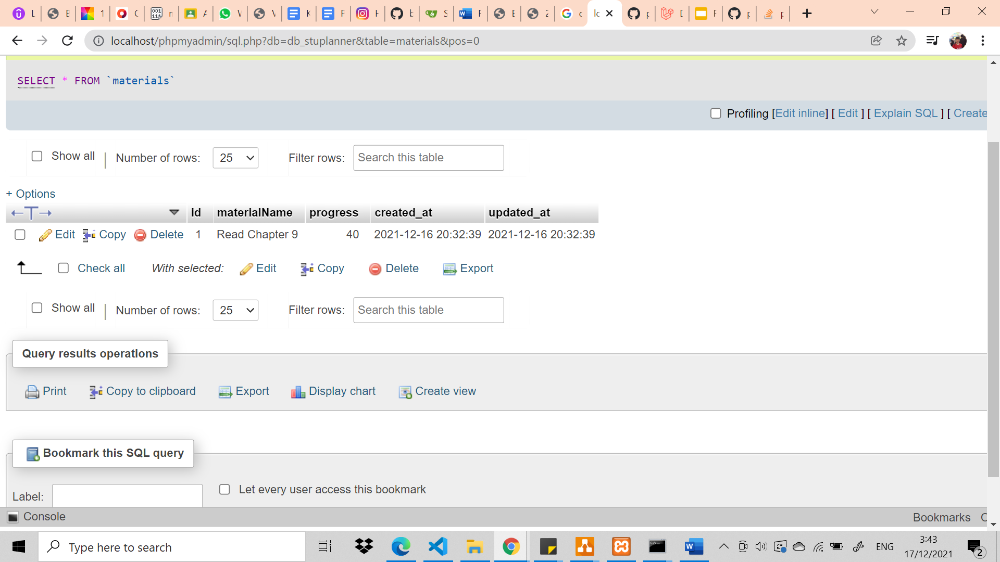 localhost/phpmyadmin/sql.php?db=db_stuplanner&table=materials&pos=0
SELECT * FROM `materials`
Profiling [Edit inline] [ Edit ] [ Explain SQL ] [ Create
Show all | Number of rows: 25 Filter rows: Search this table
+ Options
id materialName progress created_at updated_at
Edit Copy Delete 1 Read Chapter 9 40 2021-12-16 20:32:39 2021-12-16 20:32:39
Check all With selected: Edit Copy Delete Export
Show all | Number of rows: 25 Filter rows: Search this table
Query results operations
Print Copy to clipboard Export Display chart Create view
Bookmark this SQL query
Label: Let every user access this bookmark
Console Bookmarks
Type here to search
ENG
3:43
17/12/2021
2